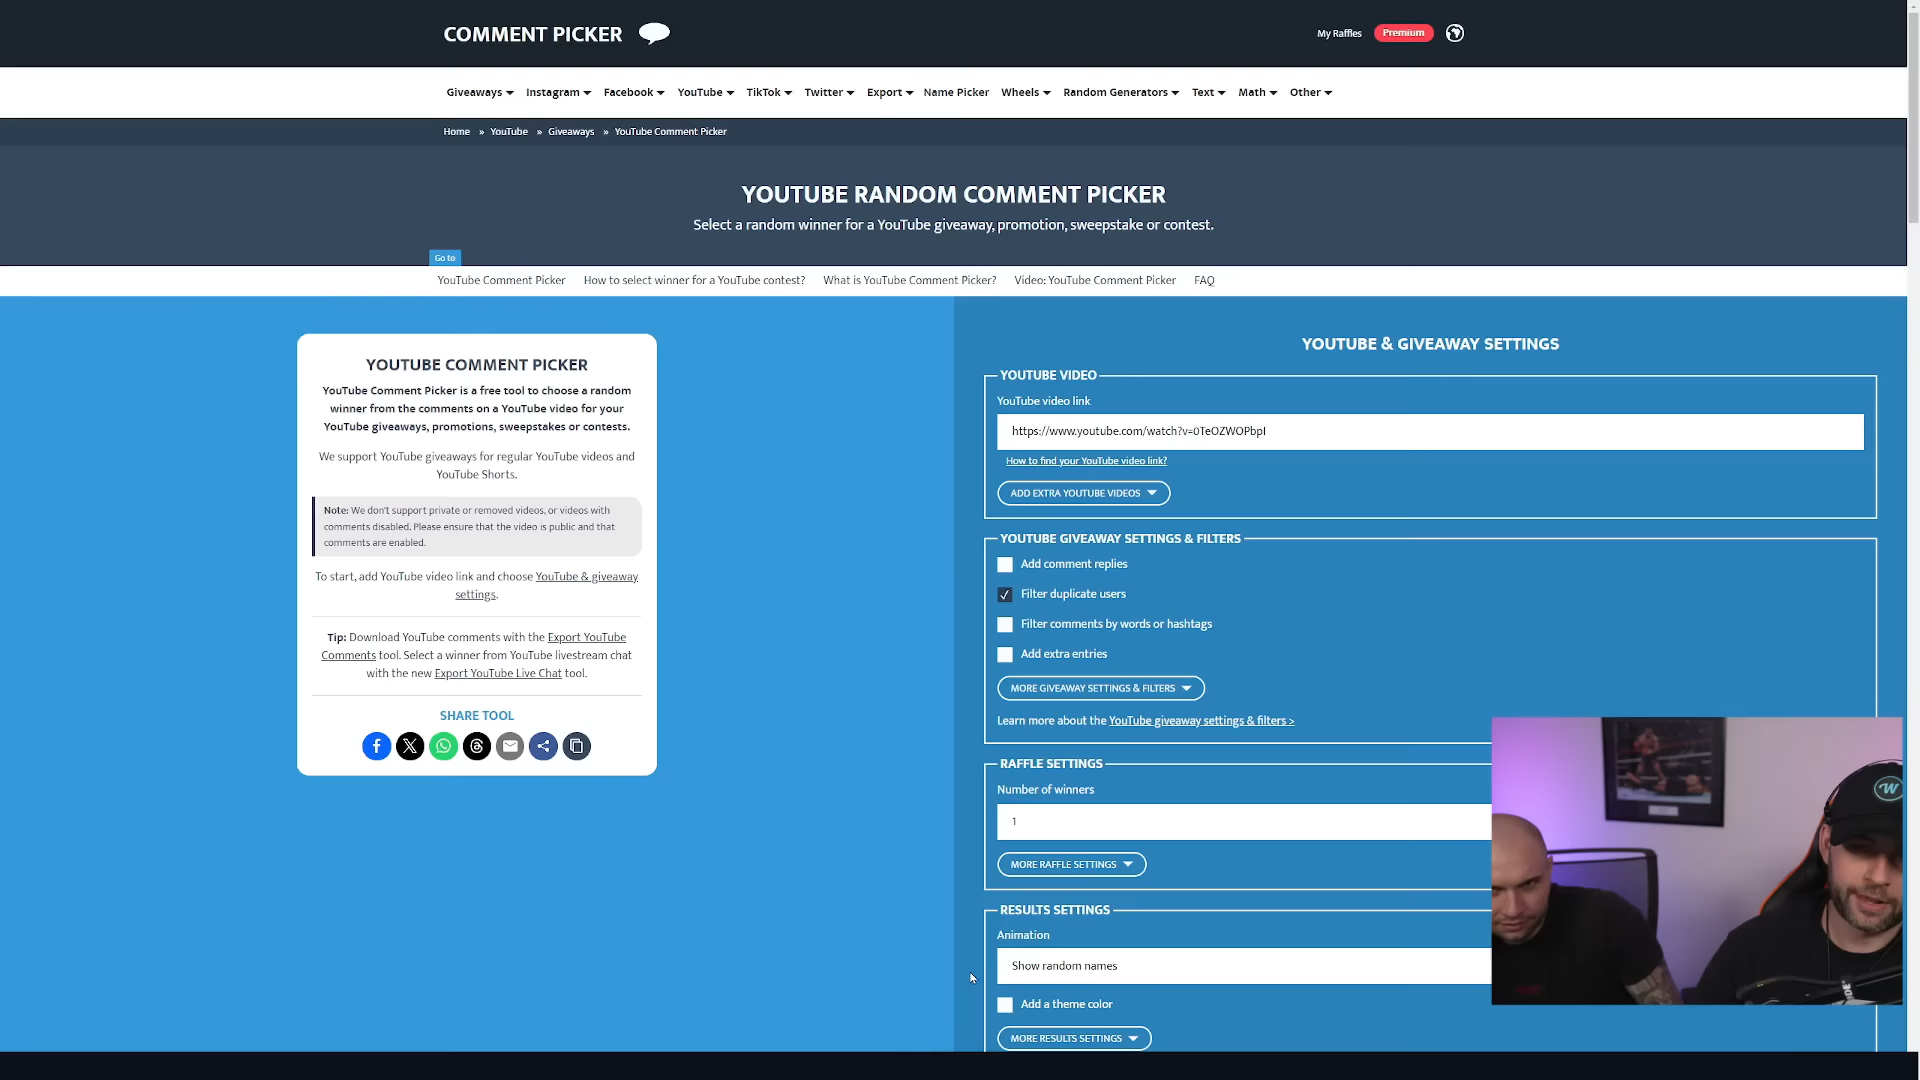 COMMENT PICKER
My Raffles
Premium
Giveaways
Instagram
Facebook
YouTube
TikTok
Twitter
Export
Name Picker
Wheels
Random Generators
Text
Math
Other
Home » YouTube » Giveaways » YouTube Comment Picker
YOUTUBE RANDOM COMMENT PICKER
Select a random winner for a YouTube giveaway, promotion, sweepstake or contest.
Go to
YouTube Comment Picker
How to select winner for a YouTube contest?
What is YouTube Comment Picker?
Video: YouTube Comment Picker
FAQ
YOUTUBE COMMENT PICKER
YouTube Comment Picker is a free tool to choose a random
winner from the comments on a YouTube video for your
YouTube giveaways, promotions, sweepstakes or contests.
We support YouTube giveaways for regular YouTube videos and
YouTube Shorts.
Note: We don't support private or removed videos, or videos with
comments disabled. Please ensure that the video is public and that
comments are enabled.
To start, add YouTube video link and choose YouTube & giveaway
settings.
Tip: Download YouTube comments with the Export YouTube
Comments tool. Select a winner from YouTube livestream chat
with the new Export YouTube Live Chat tool.
SHARE TOOL
YOUTUBE & GIVEAWAY SETTINGS
YOUTUBE VIDEO
YouTube video link
https://www.youtube.com/watch?v=0TeOZWOPbpI
How to find your YouTube video link?
ADD EXTRA YOUTUBE VIDEOS
YOUTUBE GIVEAWAY SETTINGS & FILTERS
Add comment replies
Filter duplicate users
Filter comments by words or hashtags
Add extra entries
MORE GIVEAWAY SETTINGS & FILTERS
Learn more about the YouTube giveaway settings & filters >
RAFFLE SETTINGS
Number of winners
1
MORE RAFFLE SETTINGS
RESULTS SETTINGS
Animation
Show random names
Add a theme color
MORE RESULTS SETTINGS
W